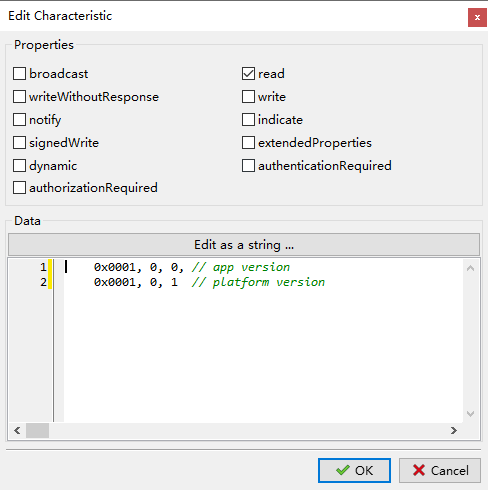 Edit Characteristic
x
Properties
broadcast
read
writeWithoutResponse
write
notify
indicate
signedWrite
extendedProperties
dynamic
authenticationRequired
authorizationRequired
Data
Edit as a string ...
1 0x0001, 0, 0, // app version
2 0x0001, 0, 1 // platform version
OK
Cancel